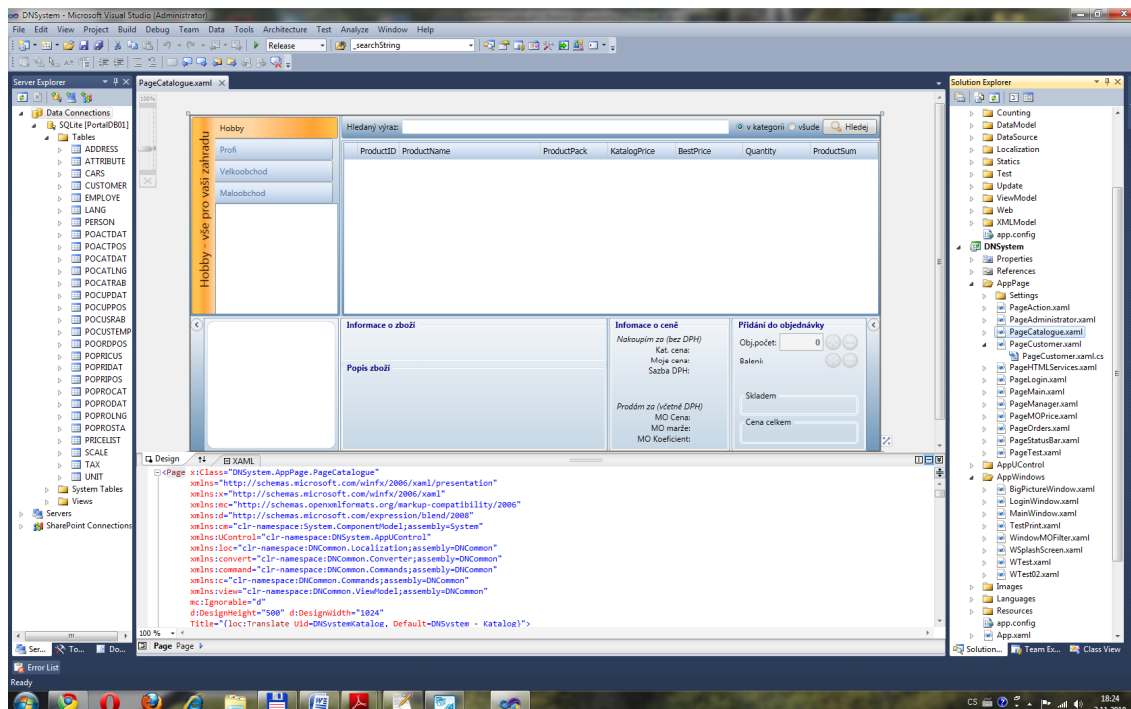 DNSystem - Microsoft Visual Studio (Administrator)
File Edit View Project Build Debug Team Data Tools Architecture Test Analyze Window Help
Release _searchString
Server Explorer
Data Connections
SQLite [PortalDB01]
Tables
ADDRESS
ATTRIBUTE
CARS
CUSTOMER
EMPLOYE
LANG
PERSON
POACTDAT
POACTPOS
POCATDAT
POCATLNG
POCATRAB
POCUPDAT
POCUPPOS
POCUSRAB
POCUSTEMP
POORDPOS
POPRICUS
POPRIDAT
POPRIPOS
POPROCAT
POPRODAT
POPROLNG
POPROSTA
PRICELIST
SCALE
TAX
UNIT
System Tables
Views
Servers
SharePoint Connections
Ser... To... Do...
Error List
Ready
PageCatalogue.xaml
100%
Hobby - vše pro vaši zahradu
Hobby
Profi
Velkoobchod
Maloobchod
Hledaný výraz: v kategorii všude Hledej
ProductID ProductName ProductPack KatalogPrice BestPrice Quantity ProductSum
Informace o zboží
Popis zboží
Infomace o ceně
Nakoupím za (bez DPH)
Kat. cena:
Moje cena:
Sazba DPH:
Prodám za (včetně DPH)
MO Cena:
MO marže:
MO Koeficient:
Přidání do objednávky
Obj.počet: 0
Balení:
Skladem
Cena celkem
Design XAML
<Page x:Class="DNSystem.AppPage.PageCatalogue"
xmlns="http://schemas.microsoft.com/winfx/2006/xaml/presentation"
xmlns:x="http://schemas.microsoft.com/winfx/2006/xaml"
xmlns:mc="http://schemas.openxmlformats.org/markup-compatibility/2006"
xmlns:d="http://schemas.microsoft.com/expression/blend/2008"
xmlns:cm="clr-namespace:System.ComponentModel;assembly=System"
xmlns:UControl="clr-namespace:DNSystem.AppUControl"
xmlns:loc="clr-namespace:DNCommon.Localization;assembly=DNCommon"
xmlns:convert="clr-namespace:DNCommon.Converter;assembly=DNCommon"
xmlns:command="clr-namespace:DNCommon.Commands;assembly=DNCommon"
xmlns:c="clr-namespace:DNCommon.Commands;assembly=DNCommon"
xmlns:view="clr-namespace:DNCommon.ViewModel;assembly=DNCommon"
mc:Ignorable="d"
d:DesignHeight="500" d:DesignWidth="1024"
Title="{loc:Translate Uid=DNSystemKatalog, Default=DNSystem - Katalog}">
100 %
Page Page
Solution Explorer
Counting
DataModel
DataSource
Localization
Statics
Test
Update
ViewModel
Web
XMLModel
app.config
DNSystem
Properties
References
AppPage
Settings
PageAction.xaml
PageAdministrator.xaml
PageCatalogue.xaml
PageCustomer.xaml
PageCustomer.xaml.cs
PageHTMLServices.xaml
PageLogin.xaml
PageMain.xaml
PageManager.xaml
PageMOPrice.xaml
PageOrders.xaml
PageStatusBar.xaml
PageTest.xaml
AppUControl
AppWindows
BigPictureWindow.xaml
LoginWindow.xaml
MainWindow.xaml
TestPrint.xaml
WindowMOFilter.xaml
WSplashScreen.xaml
WTest.xaml
WTest02.xaml
Images
Languages
Resources
app.config
App.xaml
Solution... Team Ex... Class View
CS 18:24